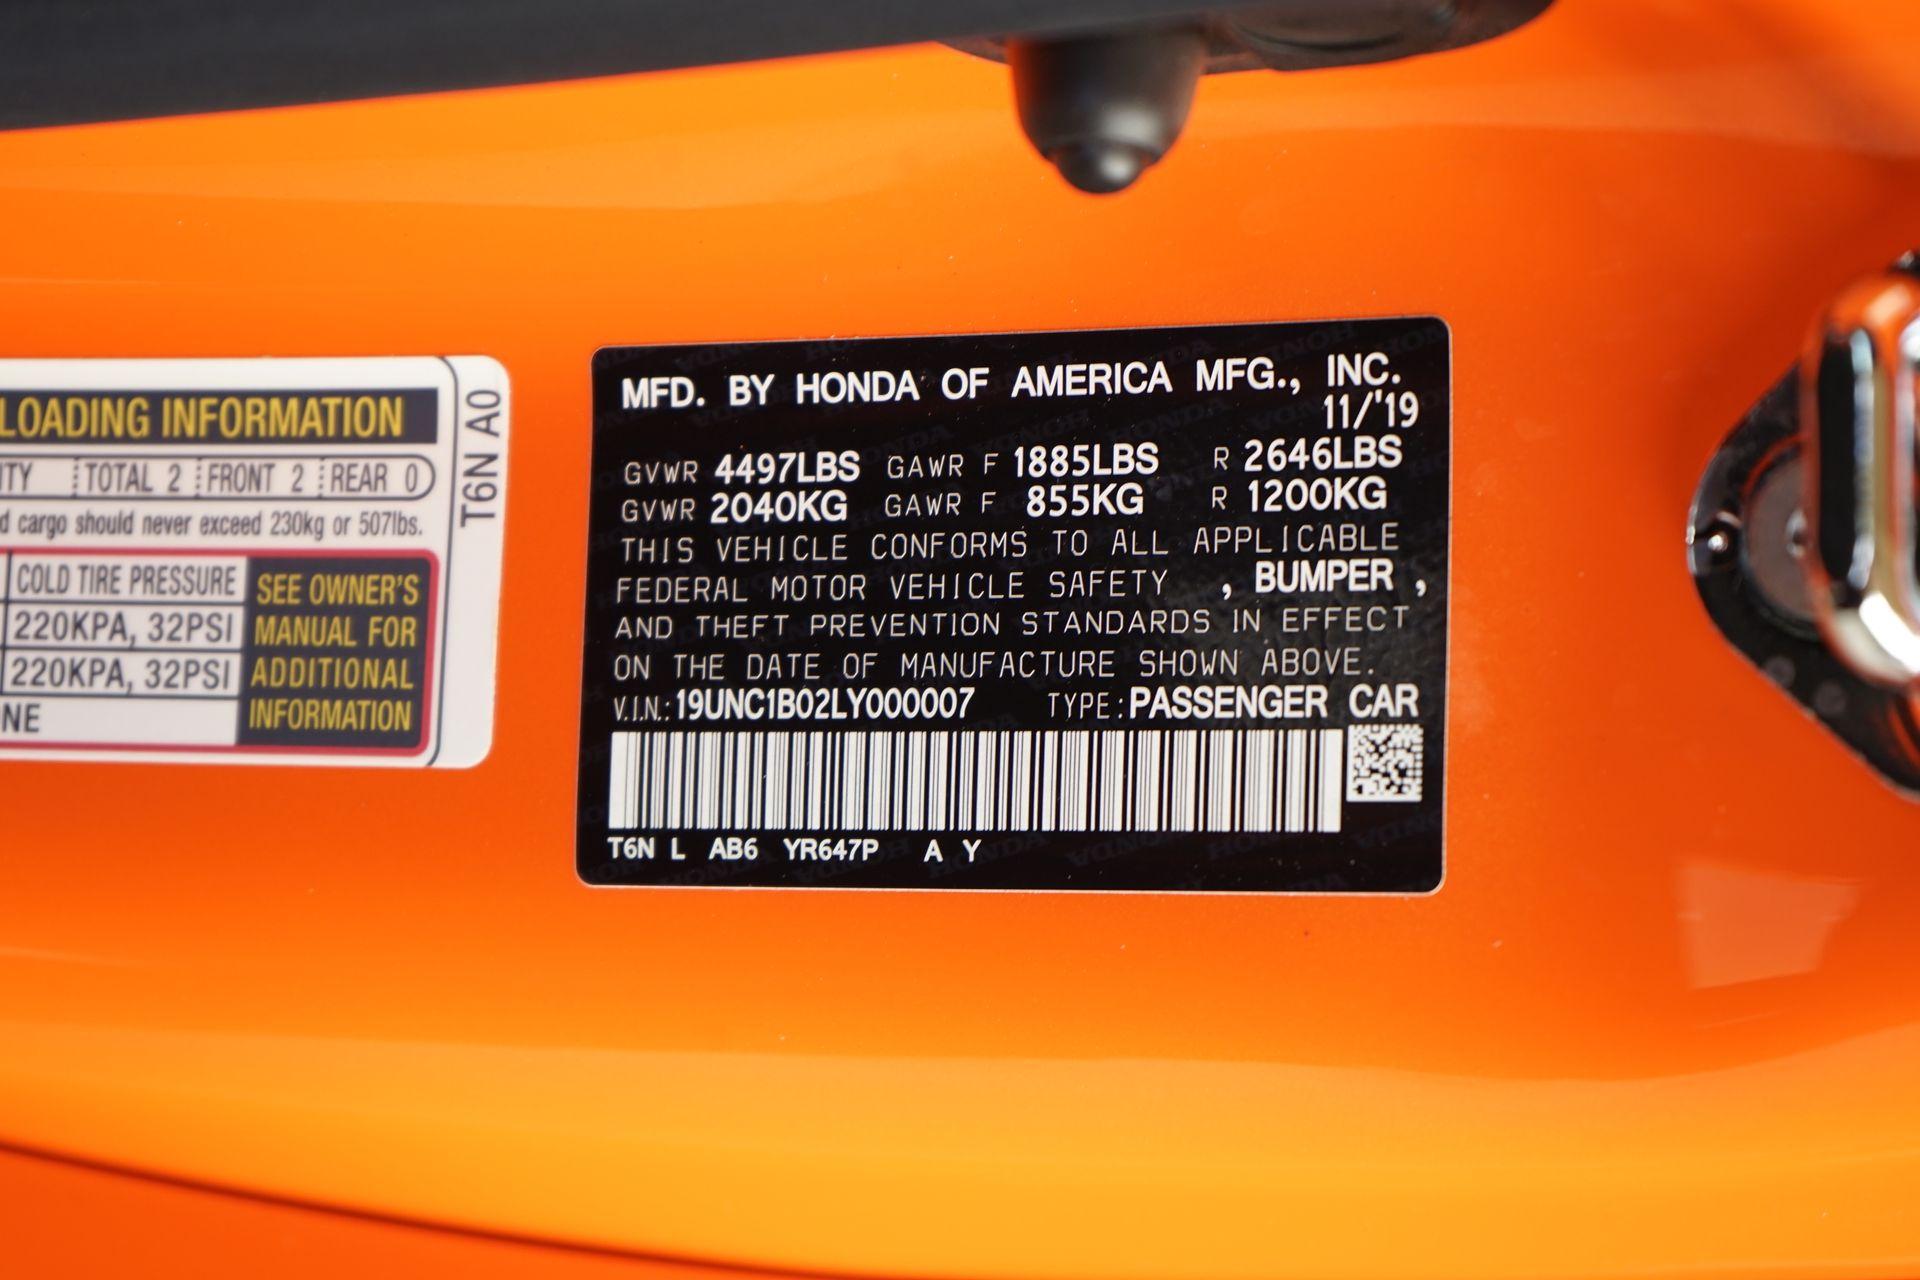 LOADING INFORMATION
TOTAL 2 FRONT 2 REAR 0
cargo should never exceed 230kg or 507lbs.
COLD TIRE PRESSURE
220KPA, 32PSI
220KPA, 32PSI
SEE OWNER'S
MANUAL FOR
ADDITIONAL
INFORMATION
T6N A0
MFD. BY HONDA OF AMERICA MFG., INC.
11/'19
GVWR 4497LBS GAWR F 1885LBS R 2646LBS
GVWR 2040KG GAWR F 855KG R 1200KG
THIS VEHICLE CONFORMS TO ALL APPLICABLE
FEDERAL MOTOR VEHICLE SAFETY , BUMPER ,
AND THEFT PREVENTION STANDARDS IN EFFECT
ON THE DATE OF MANUFACTURE SHOWN ABOVE.
V.I.N.: 19UNC1B02LY000007 TYPE: PASSENGER CAR
T6N L AB6 YR647P A Y